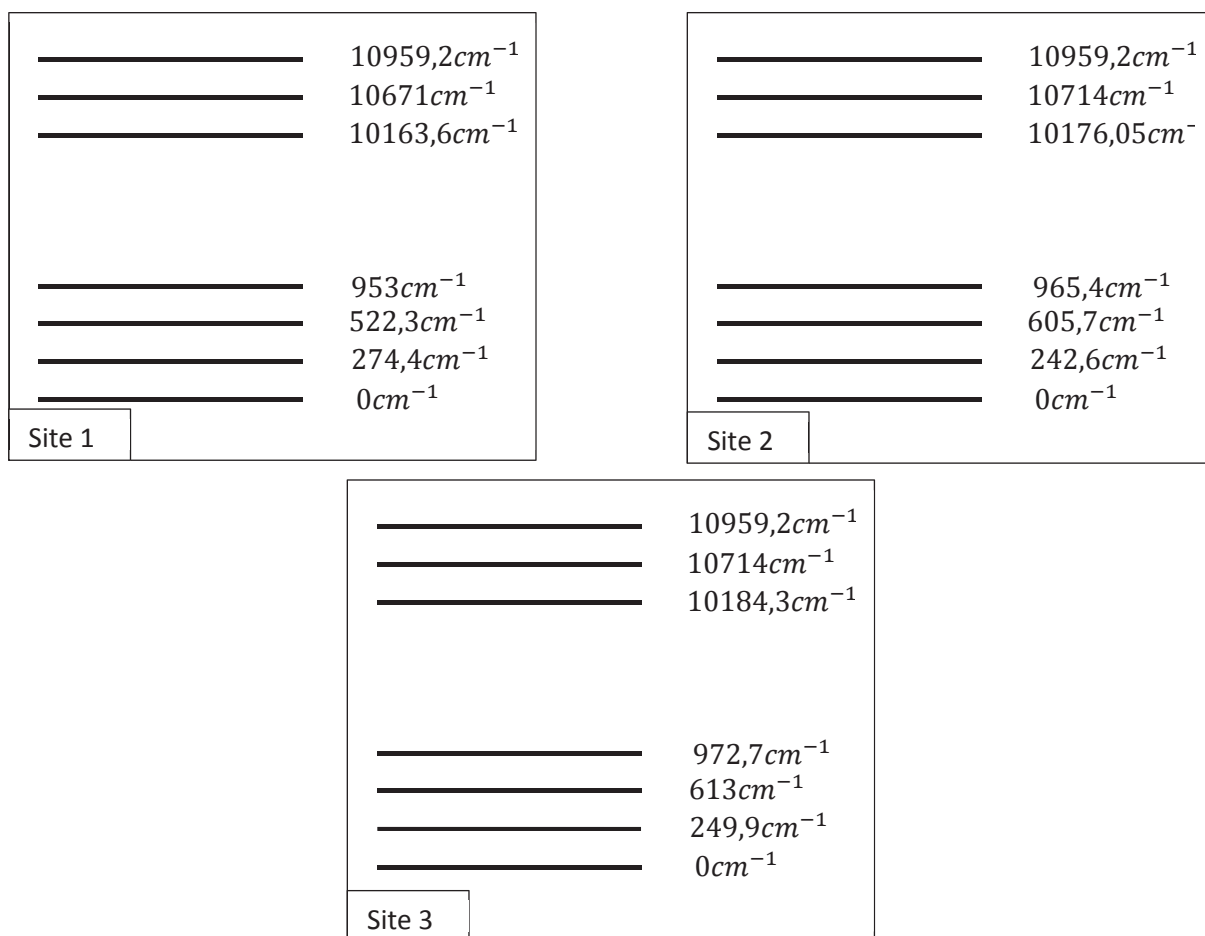 10959,2cm⁻¹
10671cm⁻¹
10163,6cm⁻¹
953cm⁻¹
522,3cm⁻¹
274,4cm⁻¹
0cm⁻¹
Site 1
10959,2cm⁻¹
10714cm⁻¹
10176,05cm⁻
965,4cm⁻¹
605,7cm⁻¹
242,6cm⁻¹
0cm⁻¹
Site 2
10959,2cm⁻¹
10714cm⁻¹
10184,3cm⁻¹
972,7cm⁻¹
613cm⁻¹
249,9cm⁻¹
0cm⁻¹
Site 3